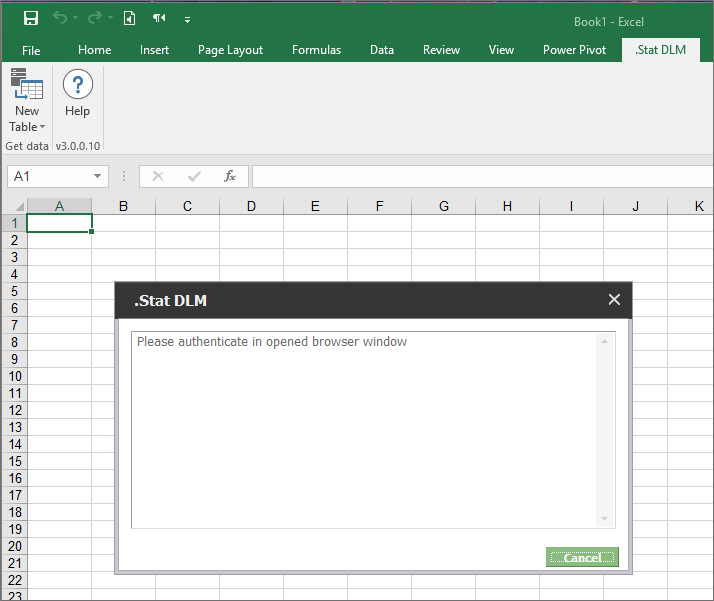 Book1 - Excel
File Home Insert Page Layout Formulas Data Review View Power Pivot .Stat DLM
New Table
Help
Get data v3.0.0.10
A1 fx
A B C D E F G H I J K
1
2
3
4
5
6
7
8
9
10
11
12
13
14
15
16
17
18
19
20
21
22
23
.Stat DLM
Please authenticate in opened browser window
Cancel